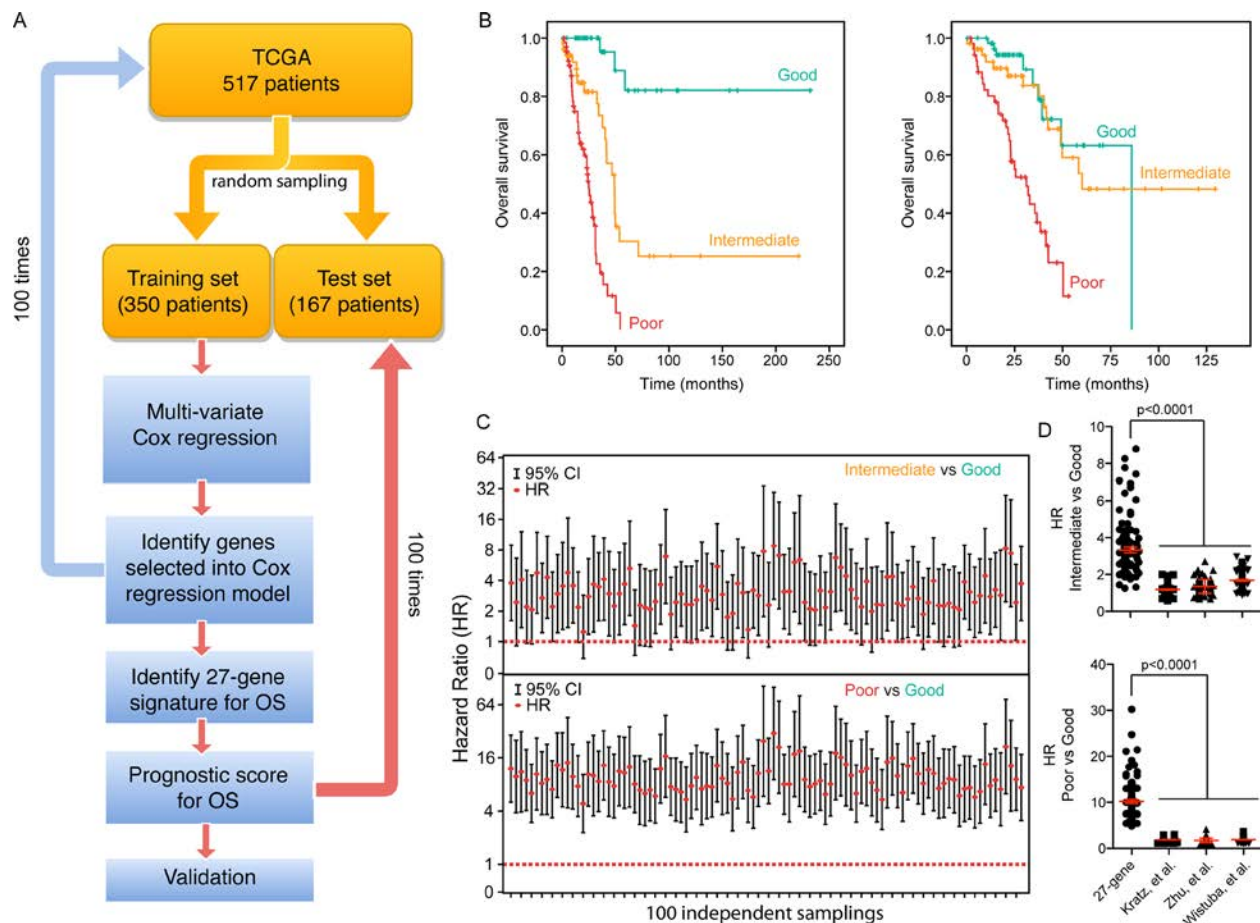 A
TCGA
517 patients
random sampling
Training set
(350 patients)
Test set
(167 patients)
100 times
Multi-variate
Cox regression
Identify genes
selected into Cox
regression model
100 times
Identify 27-gene
signature for OS
Prognostic score
for OS
Validation
B
1.0
0.8
0.6
0.4
0.2
0.0
Overall survival
Good
Intermediate
Poor
0
50
100
150
200
250
Time (months)
1.0
0.8
0.6
0.4
0.2
0.0
Overall survival
Good
Intermediate
Poor
0
25
50
75
100
125
Time (months)
C
Hazard Ratio (HR)
64
32
16
8
4
2
1
0
95% CI
HR
Intermediate vs Good
64
16
4
1
0
95% CI
HR
Poor vs Good
100 independent samplings
D
p<0.0001
HR
Intermediate vs Good
10
8
6
4
2
0
p<0.0001
HR
Poor vs Good
40
30
20
10
0
27-gene
Kratz, et al.
Zhu, et al.
Wistuba, et al.